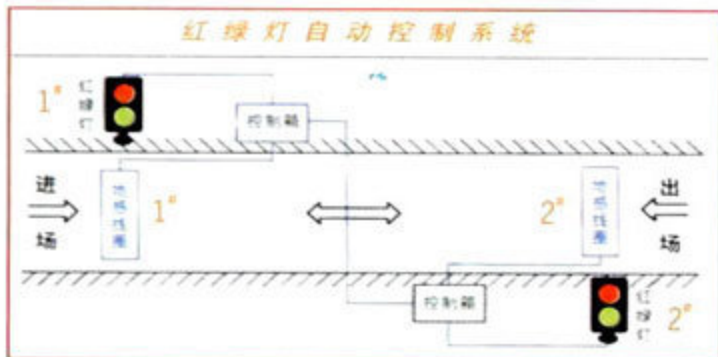 红绿灯自动控制系统
1#
红绿灯
控制箱
进场
地感线圈
1#
2#
地感线圈
出场
控制箱
红绿灯
2#